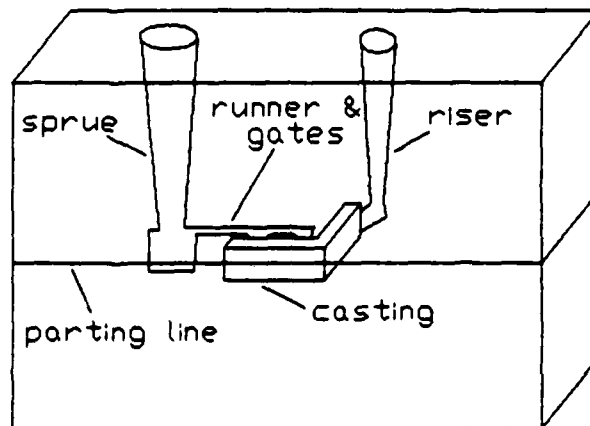 sprue
runner &
gates
riser
parting line
casting